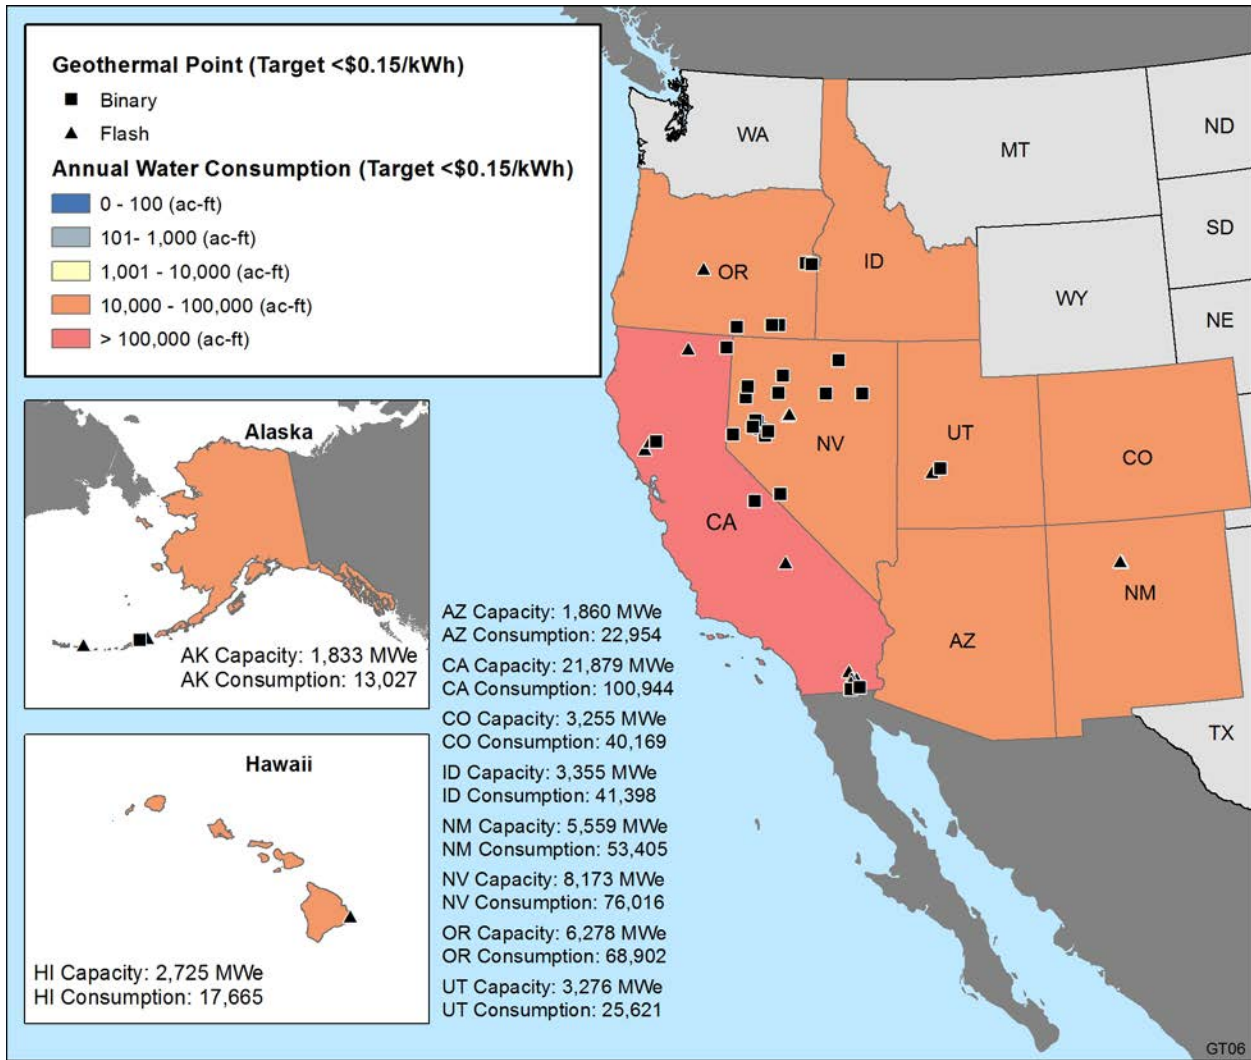 Geothermal Point (Target <$0.15/kWh)
Binary
Flash
Annual Water Consumption (Target <$0.15/kWh)
0 - 100 (ac-ft)
101- 1,000 (ac-ft)
1,001 - 10,000 (ac-ft)
10,000 - 100,000 (ac-ft)
> 100,000 (ac-ft)
Alaska
AK Capacity: 1,833 MWe
AK Consumption: 13,027
Hawaii
HI Capacity: 2,725 MWe
HI Consumption: 17,665
AZ Capacity: 1,860 MWe
AZ Consumption: 22,954
CA Capacity: 21,879 MWe
CA Consumption: 100,944
CO Capacity: 3,255 MWe
CO Consumption: 40,169
ID Capacity: 3,355 MWe
ID Consumption: 41,398
NM Capacity: 5,559 MWe
NM Consumption: 53,405
NV Capacity: 8,173 MWe
NV Consumption: 76,016
OR Capacity: 6,278 MWe
OR Consumption: 68,902
UT Capacity: 3,276 MWe
UT Consumption: 25,621
WA
MT
ND
SD
OR
ID
WY
NE
NV
UT
CO
CA
AZ
NM
TX
GT06